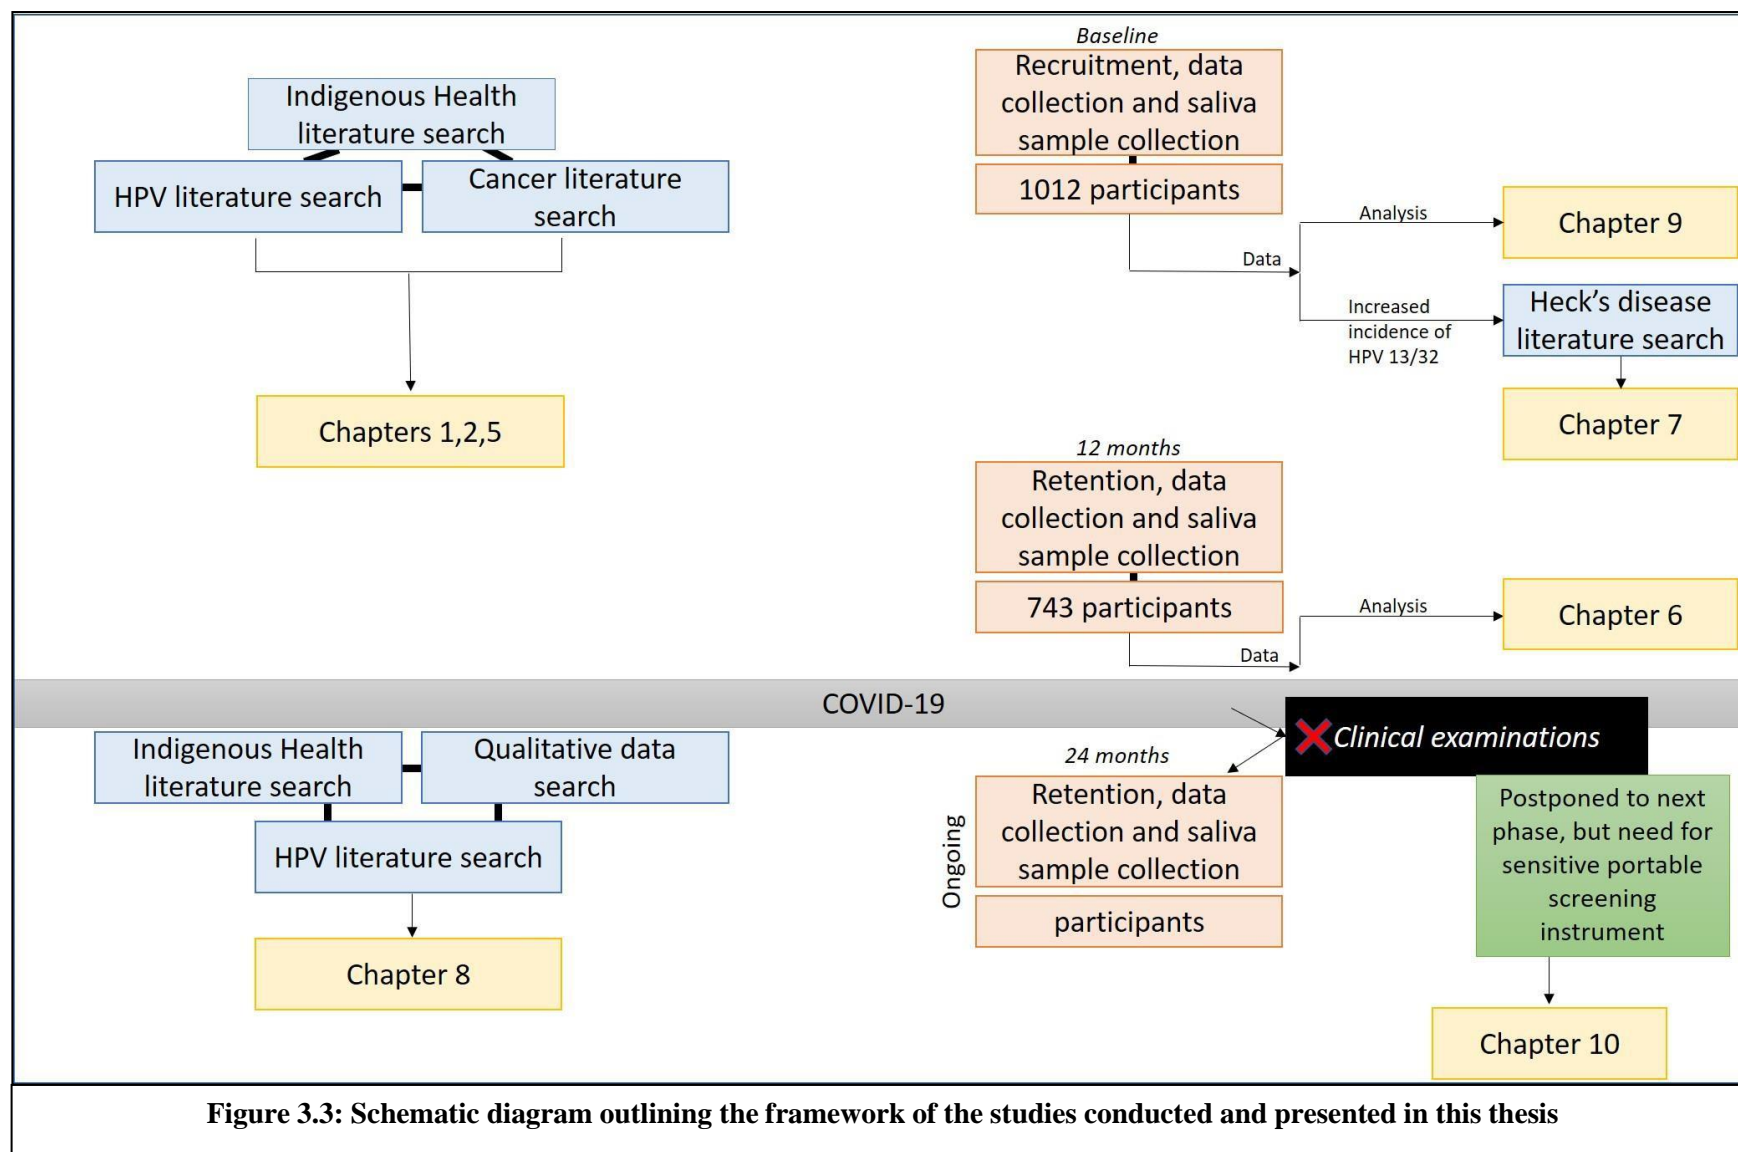 Indigenous Health
literature search
HPV literature search
Cancer literature
search
Chapters 1,2,5
Baseline
Recruitment, data
collection and saliva
sample collection
1012 participants
Data
Analysis
Chapter 9
Increased
incidence of
HPV 13/32
Heck’s disease
literature search
Chapter 7
12 months
Retention, data
collection and saliva
sample collection
743 participants
Data
Analysis
Chapter 6
COVID-19
Indigenous Health
literature search
Qualitative data
search
HPV literature search
Chapter 8
Clinical examinations
24 months
Ongoing
Retention, data
collection and saliva
sample collection
participants
Postponed to next
phase, but need for
sensitive portable
screening
instrument
Chapter 10
Figure 3.3: Schematic diagram outlining the framework of the studies conducted and presented in this thesis